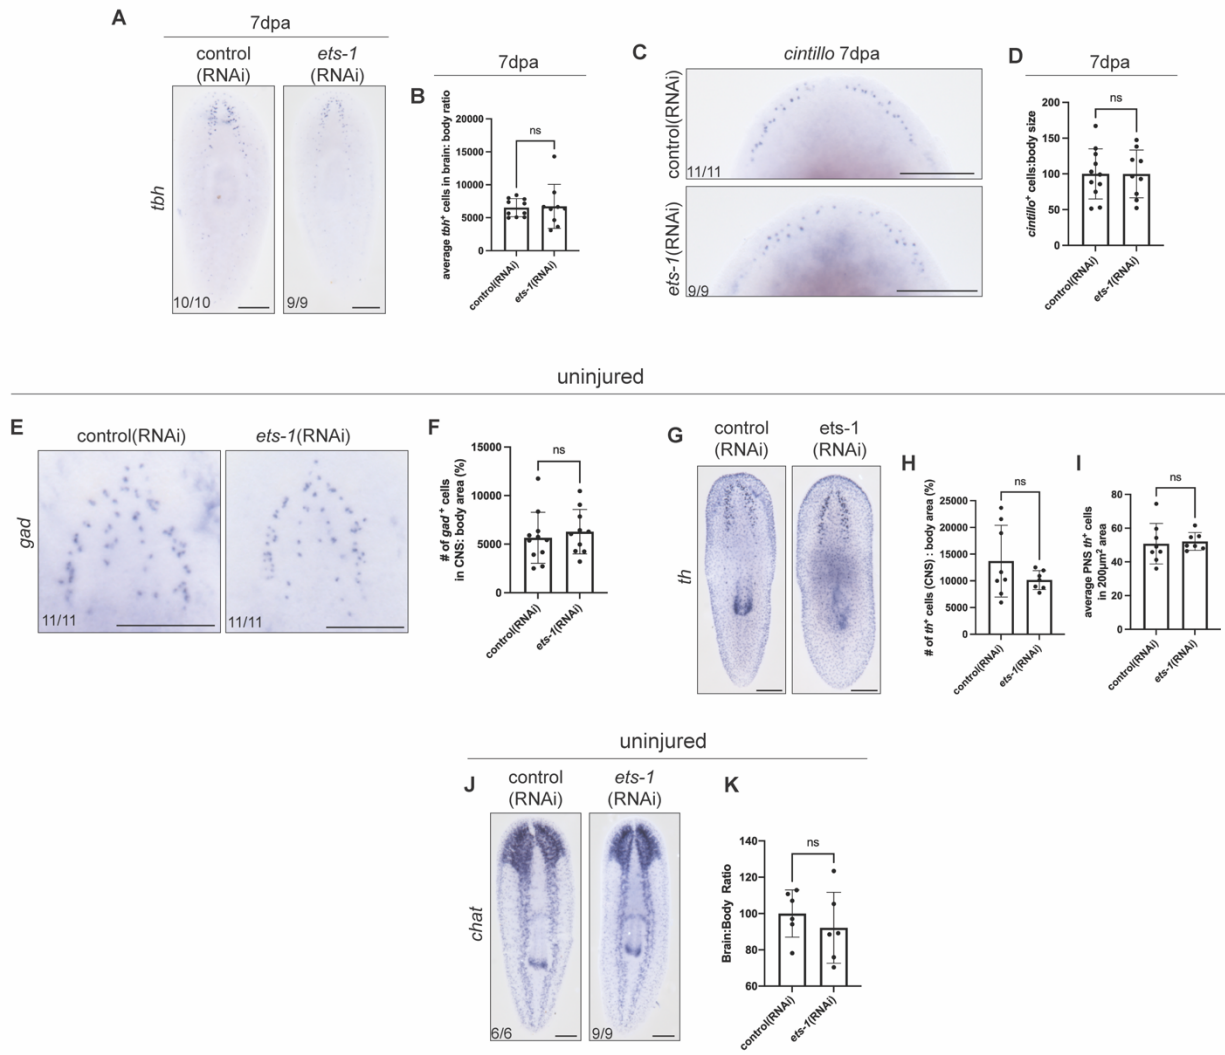 A
7dpa
control
(RNAi)
ets-1
(RNAi)
tbh
10/10
9/9
B
7dpa
average tbh+ cells in brain: body ratio
20000
15000
10000
5000
0
ns
control(RNAi)
ets-1(RNAi)
C
cintillo 7dpa
control(RNAi)
11/11
ets-1(RNAi)
9/9
D
7dpa
cintillo+ cells:body size
200
150
100
50
0
ns
control(RNAi)
ets-1(RNAi)
uninjured
E
control(RNAi)
ets-1(RNAi)
gad
11/11
11/11
F
# of gad + cells
in CNS: body area (%)
15000
10000
5000
0
ns
control(RNAi)
ets-1(RNAi)
G
control
(RNAi)
ets-1
(RNAi)
th
H
# of th+ cells (CNS) : body area (%)
25000
20000
15000
10000
5000
0
ns
control(RNAi)
ets-1(RNAi)
I
average PNS th+ cells
in 200μm² area
80
60
40
20
0
ns
control(RNAi)
ets-1(RNAi)
uninjured
J
control
(RNAi)
ets-1
(RNAi)
chat
6/6
9/9
K
Brain:Body Ratio
140
120
100
80
60
ns
control(RNAi)
ets-1(RNAi)